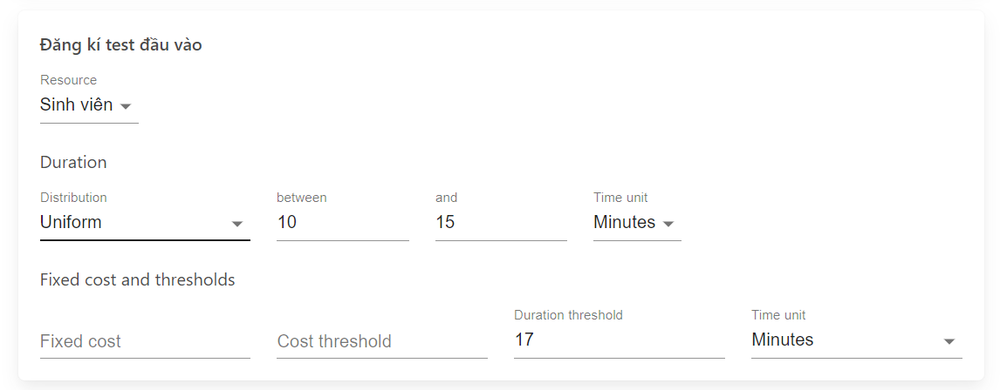 Đăng kí test đầu vào
Resource
Sinh viên
Duration
Distribution between and Time unit
Uniform 10 15 Minutes
Fixed cost and thresholds
Duration threshold Time unit
Fixed cost Cost threshold 17 Minutes